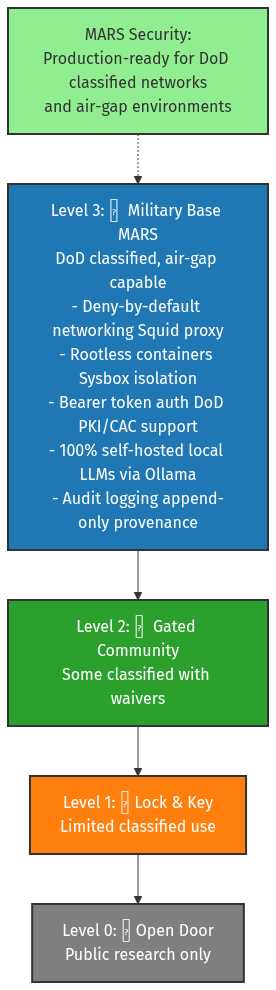 MARS Security:
Production-ready for DoD
classified networks
and air-gap environments
Level 3: Military Base
MARS
DoD classified, air-gap
capable
- Deny-by-default
networking Squid proxy
- Rootless containers
Sysbox isolation
- Bearer token auth DoD
PKI/CAC support
- 100% self-hosted local
LLMs via Ollama
- Audit logging append-
only provenance
Level 2: Gated
Community
Some classified with
waivers
Level 1: Lock & Key
Limited classified use
Level 0: Open Door
Public research only